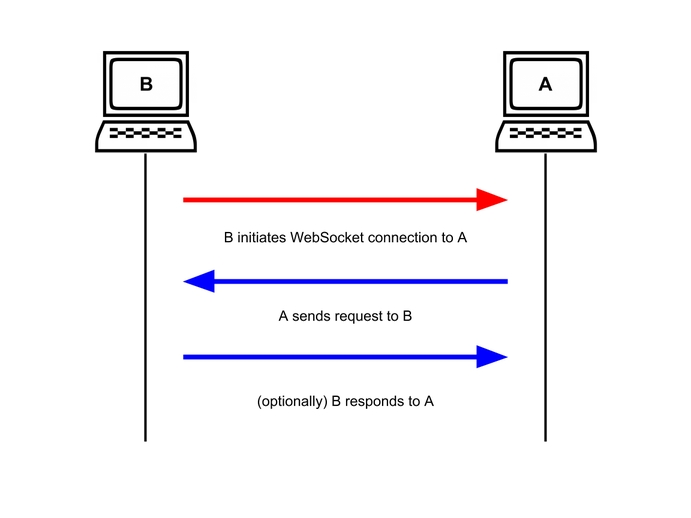 B
A
B initiates WebSocket connection to A
A sends request to B
(optionally) B responds to A